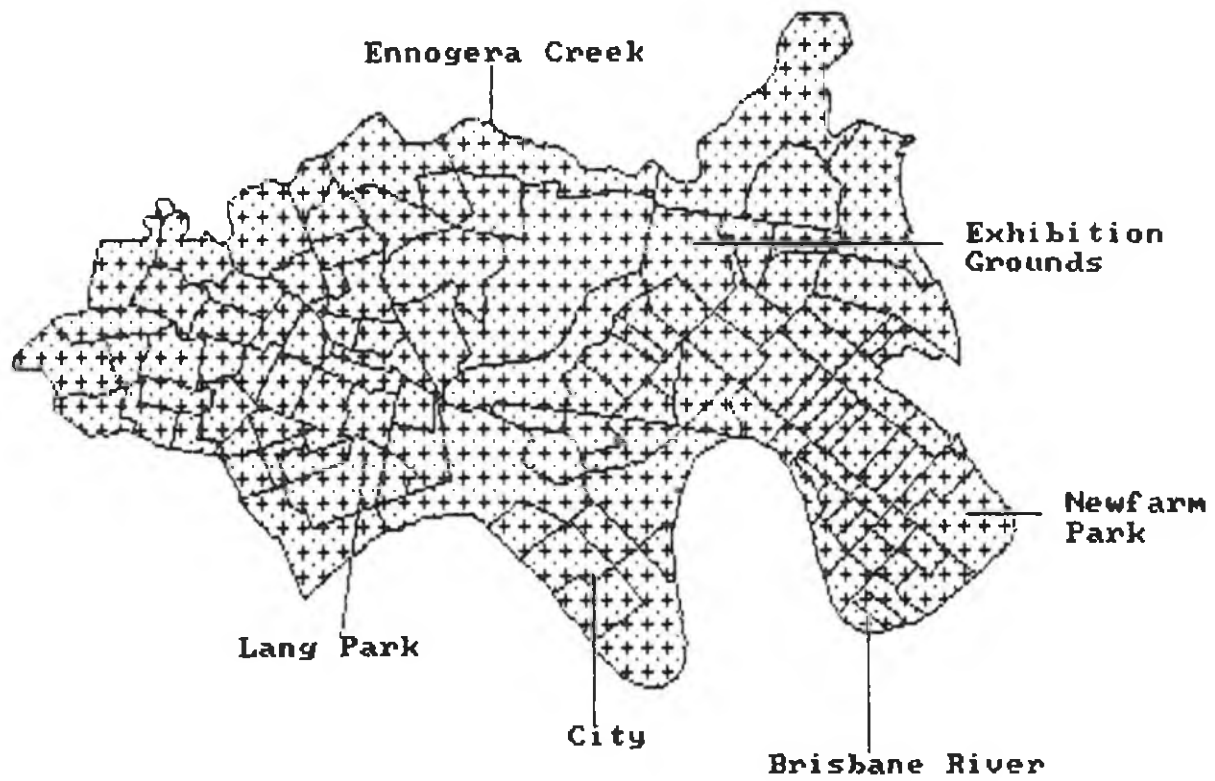 Ennogera Creek
Exhibition
Grounds
Newfarm
Park
Lang Park
City
Brisbane River